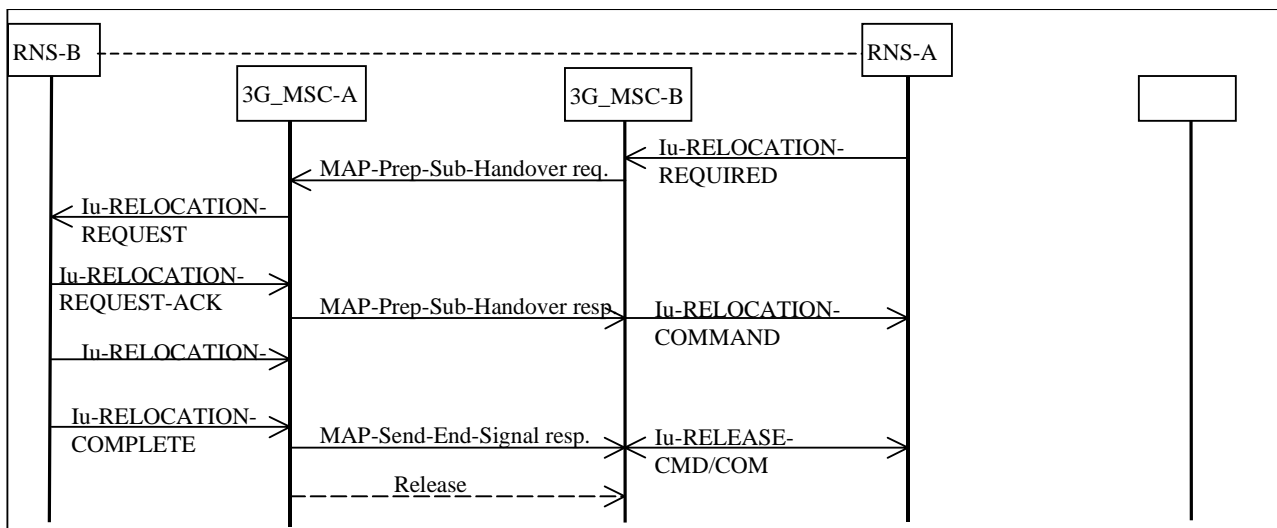 RNS-B
RNS-A
3G_MSC-A
3G_MSC-B
Iu-RELOCATION-
REQUIRED
MAP-Prep-Sub-Handover req.
Iu-RELOCATION-
REQUEST
Iu-RELOCATION-
REQUEST-ACK
MAP-Prep-Sub-Handover resp
Iu-RELOCATION-
COMMAND
Iu-RELOCATION-
Iu-RELOCATION-
COMPLETE
MAP-Send-End-Signal resp.
Iu-RELEASE-
CMD/COM
Release